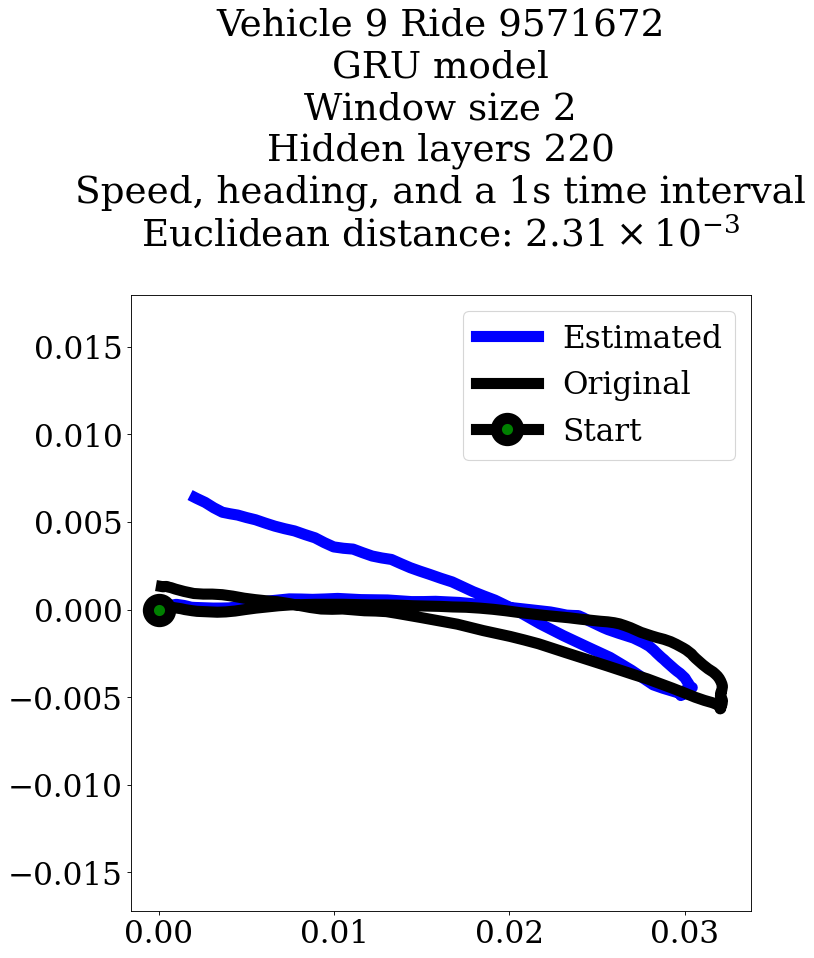 Vehicle 9 Ride 9571672
GRU model
Window size 2
Hidden layers 220
Speed, heading, and a 1s time interval
Euclidean distance: 2.31 × 10⁻³
Estimated
Original
Start
0.015
0.010
0.005
0.000
−0.005
−0.010
−0.015
0.00 0.01 0.02 0.03